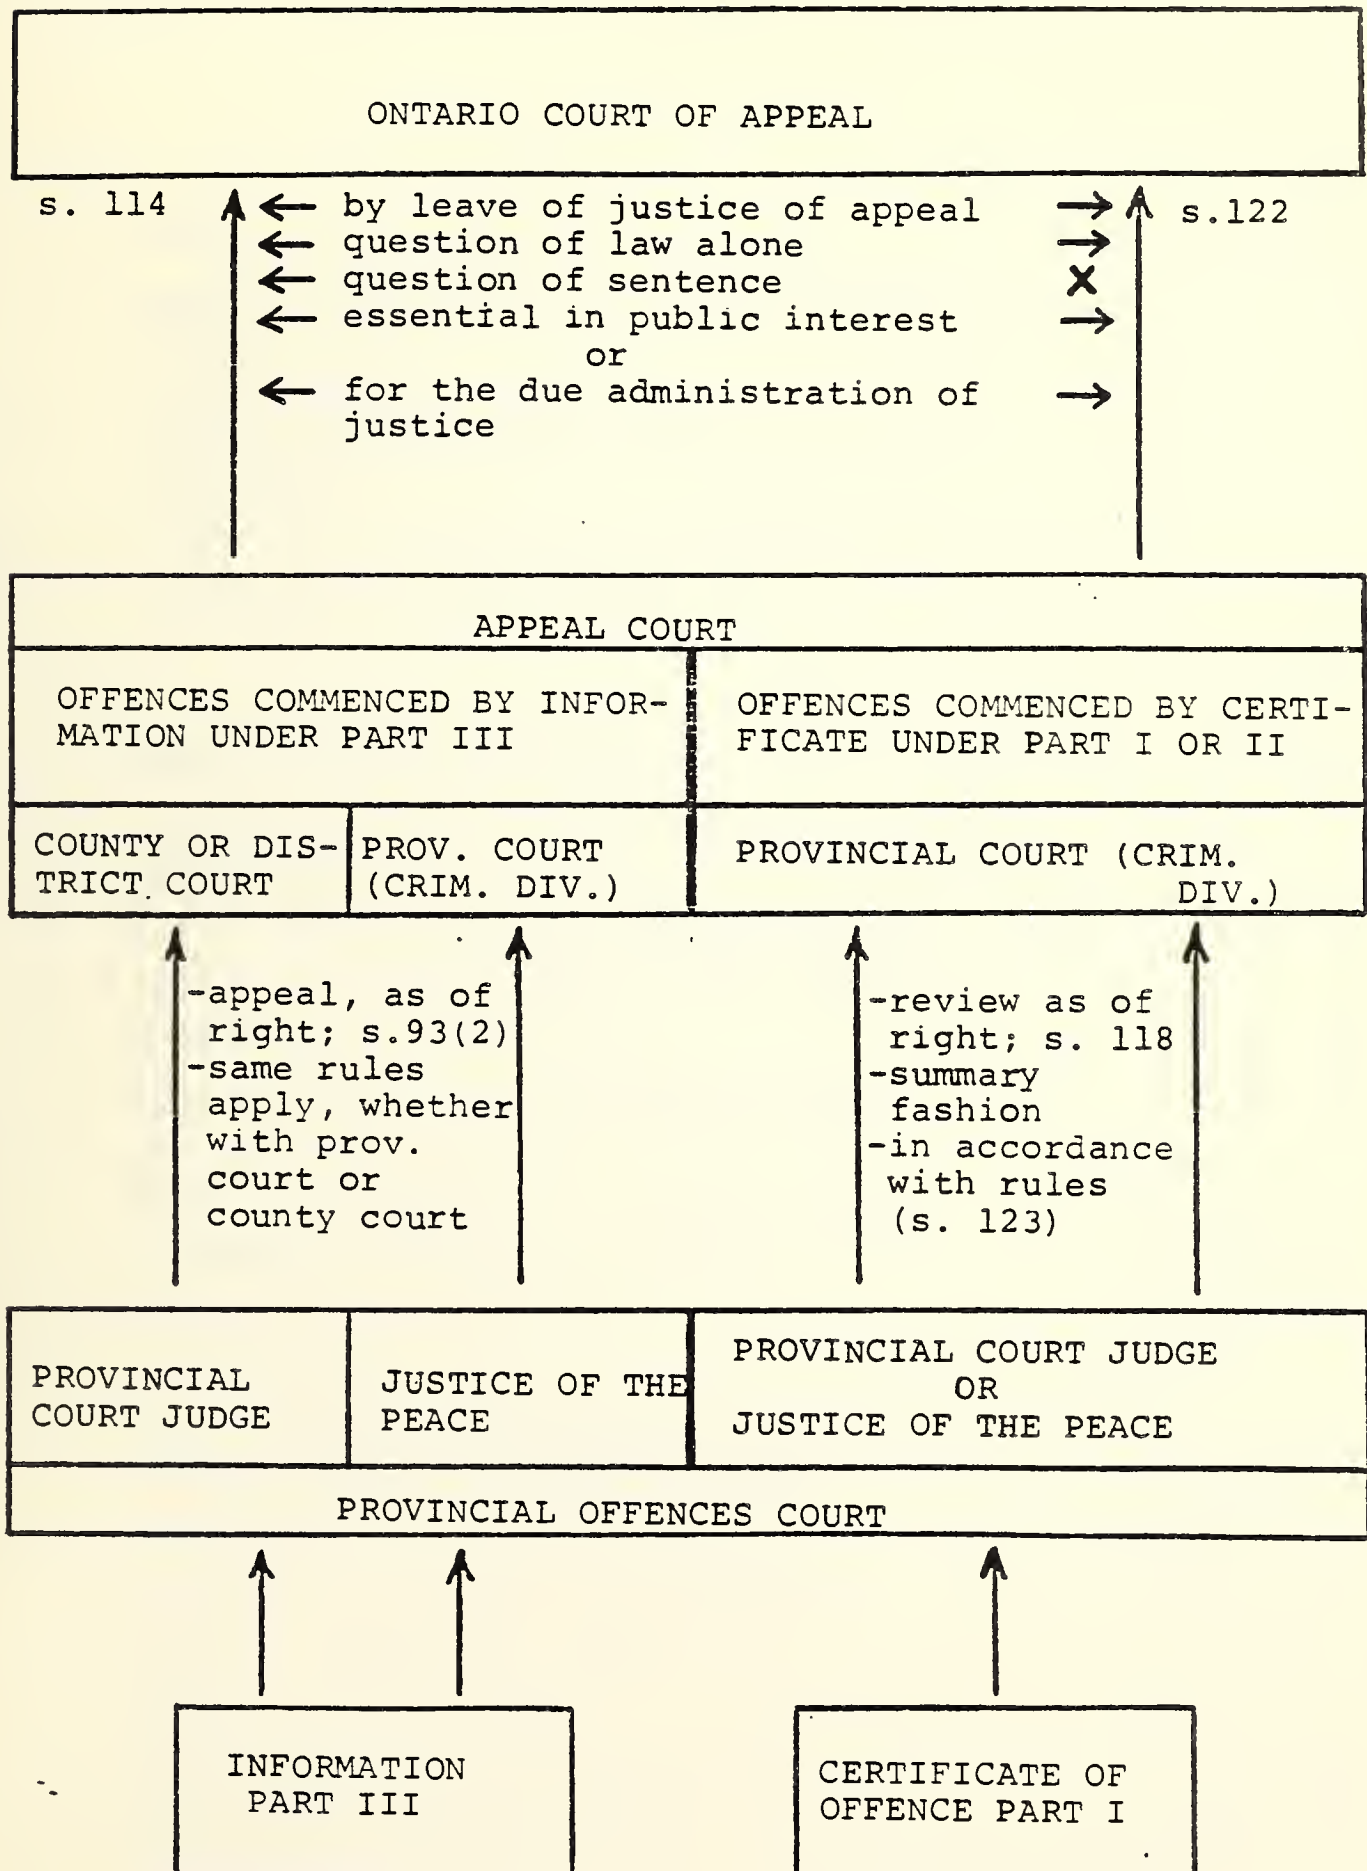 ONTARIO COURT OF APPEAL
s. 114
by leave of justice of appeal
s.122
question of law alone
question of sentence
essential in public interest
or
for the due administration of
justice
APPEAL COURT
OFFENCES COMMENCED BY INFOR-
MATION UNDER PART III
OFFENCES COMMENCED BY CERTI-
FICATE UNDER PART I OR II
COUNTY OR DIS-
TRICT COURT
PROV. COURT
(CRIM. DIV.)
PROVINCIAL COURT (CRIM.
DIV.)
-appeal, as of
right; s.93(2)
-same rules
apply, whether
with prov.
court or
county court
-review as of
right; s. 118
-summary
fashion
-in accordance
with rules
(s. 123)
PROVINCIAL
COURT JUDGE
JUSTICE OF THE
PEACE
PROVINCIAL COURT JUDGE
OR
JUSTICE OF THE PEACE
PROVINCIAL OFFENCES COURT
INFORMATION
PART III
CERTIFICATE OF
OFFENCE PART I